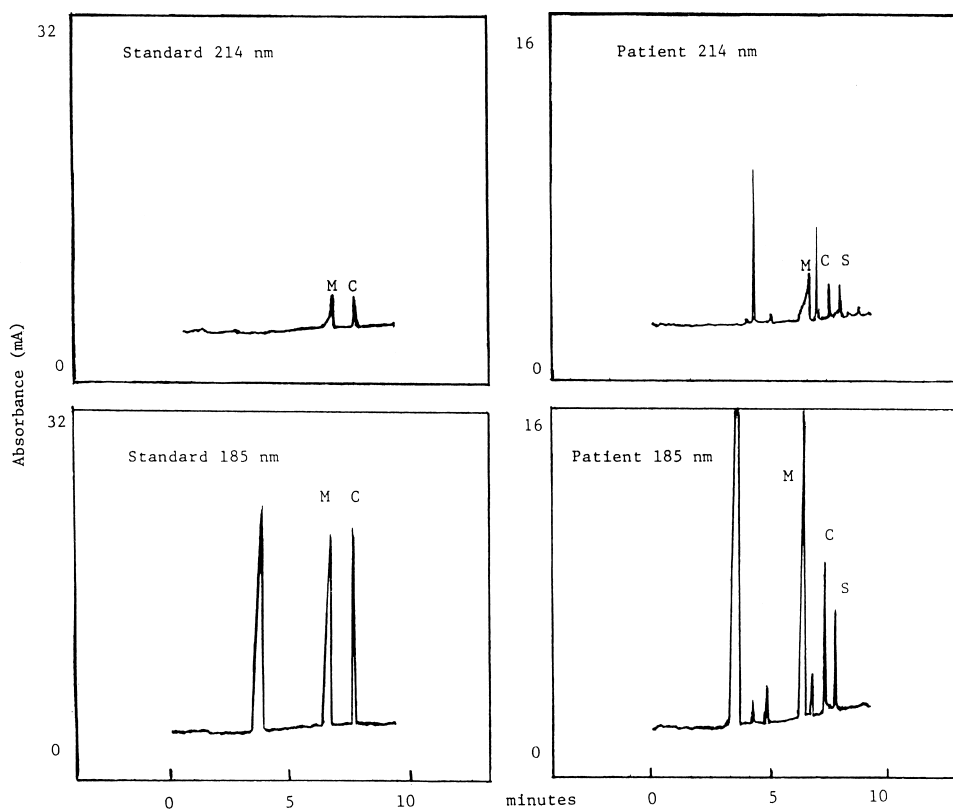 32
Standard 214 nm
M C
0
16
Patient 214 nm
M
C S
0
Absorbance (mA)
32
Standard 185 nm
M C
0
0 5 10
16
Patient 185 nm
M
C
S
0
minutes 0 5 10